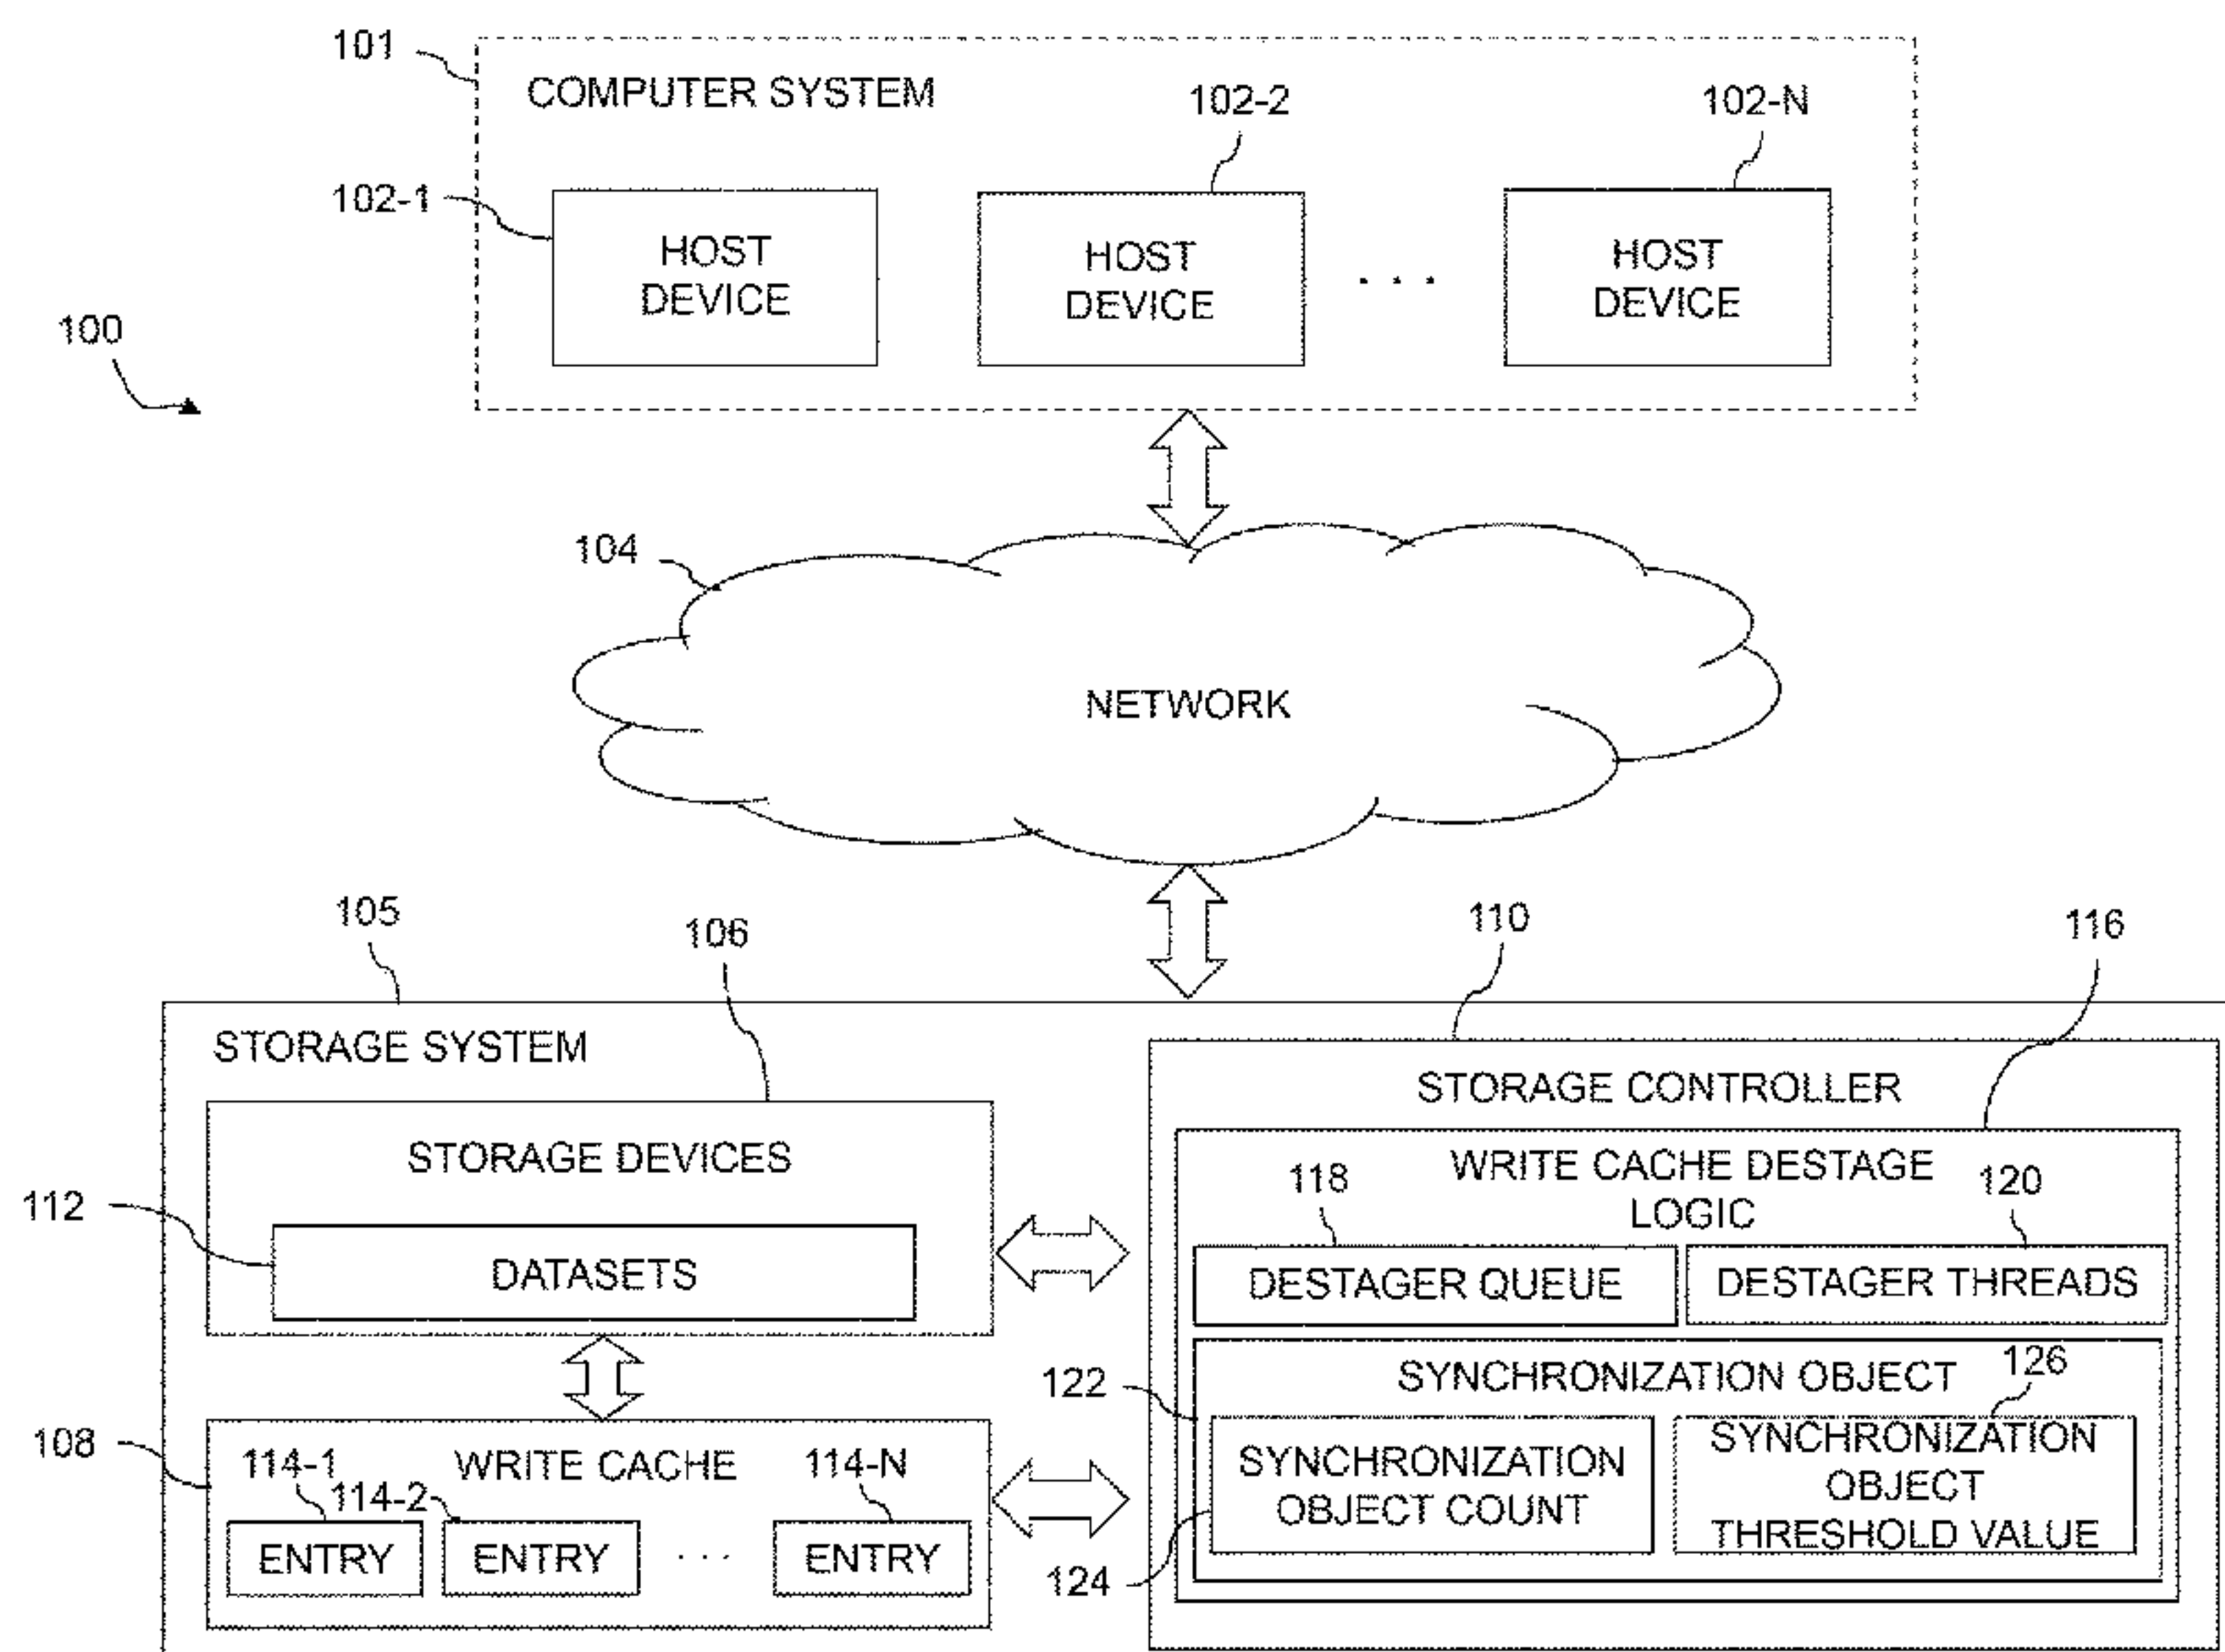 101
COMPUTER SYSTEM
102-2
102-N
102-1
HOST
DEVICE
HOST
DEVICE
. . .
HOST
DEVICE
100
104
NETWORK
105
106
110
116
STORAGE SYSTEM
STORAGE CONTROLLER
STORAGE DEVICES
112
DATASETS
WRITE CACHE DESTAGE
LOGIC
118
120
DESTAGER QUEUE
DESTAGER THREADS
SYNCHRONIZATION OBJECT
126
122
SYNCHRONIZATION
OBJECT COUNT
124
SYNCHRONIZATION
OBJECT
THRESHOLD VALUE
108
WRITE CACHE
114-1
114-2
114-N
ENTRY
ENTRY
. . .
ENTRY